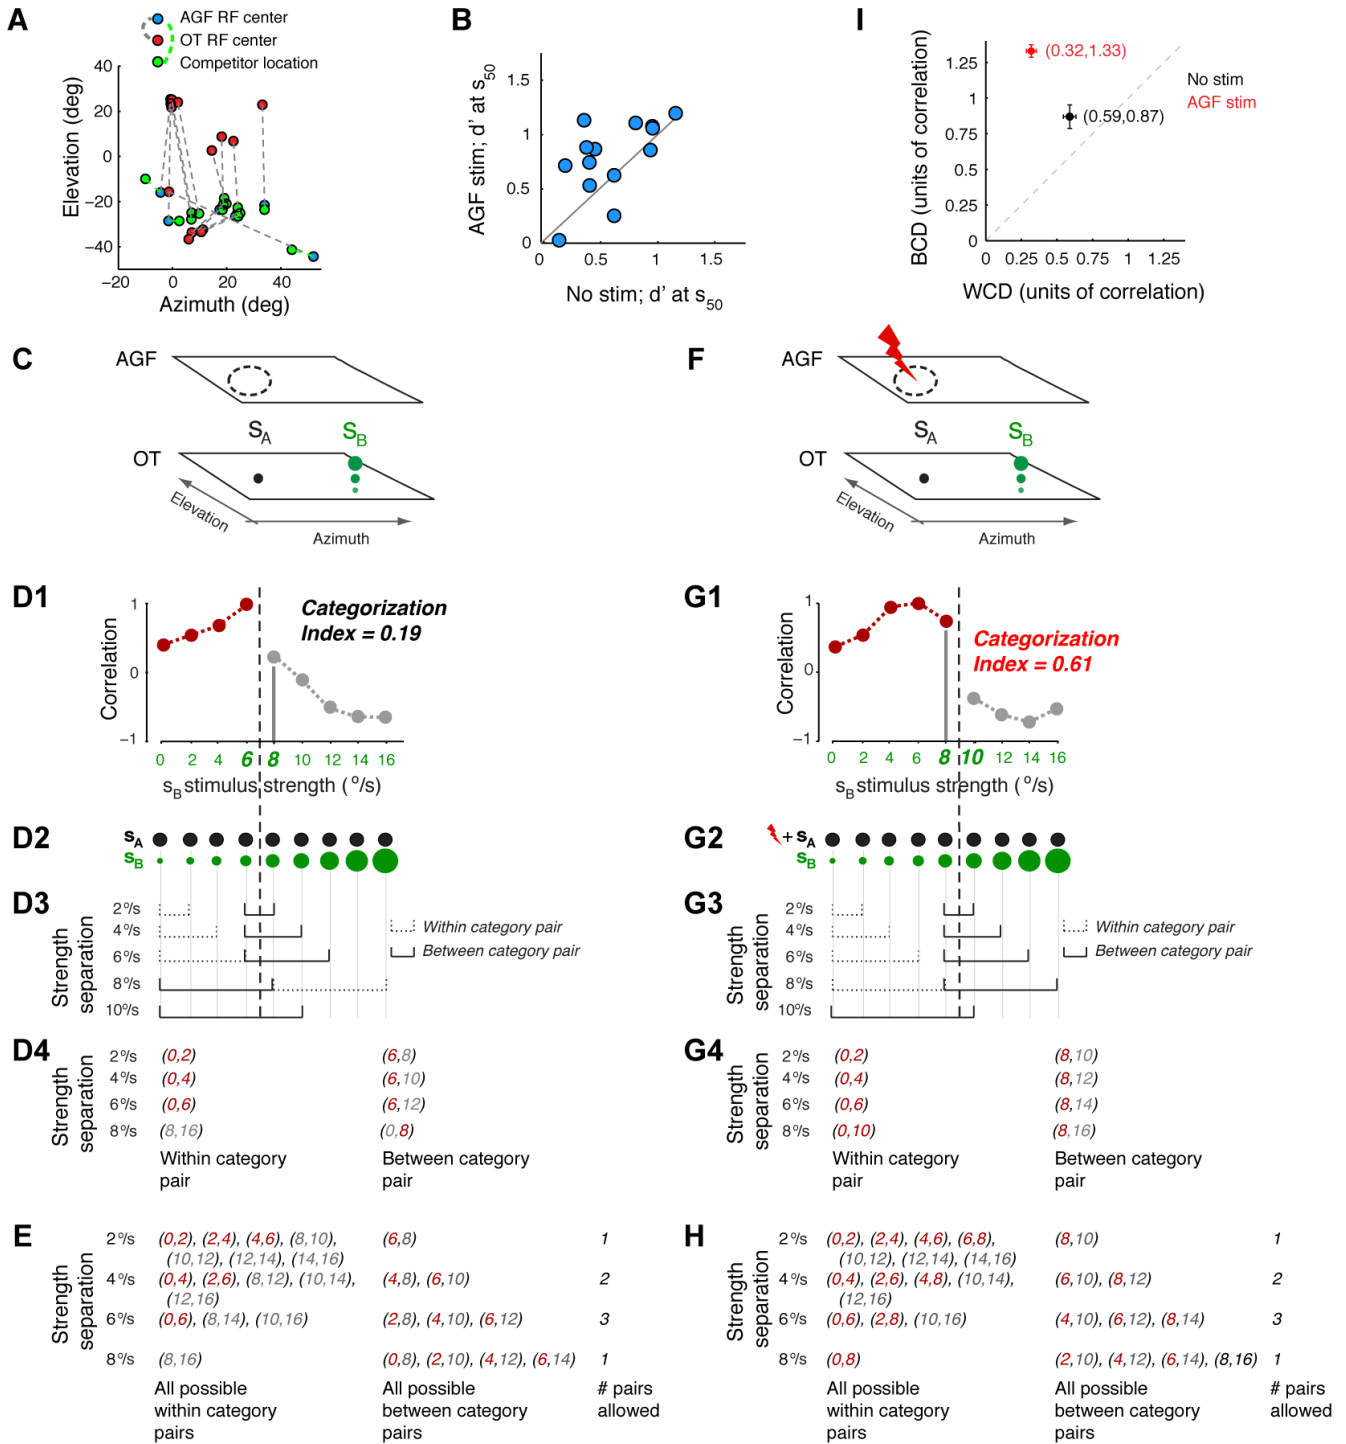 A
AGF RF center
OT RF center
Competitor location
Elevation (deg)
40
20
0
−20
−40
−20
0
20
40
Azimuth (deg)
B
AGF stim; d' at s50
1.5
1
0.5
0
0
0.5
1
1.5
No stim; d' at s50
I
BCD (units of correlation)
1.25
1
0.75
0.5
0.25
0
(0.32,1.33)
(0.59,0.87)
No stim
AGF stim
0
0.25
0.5
0.75
1
1.25
WCD (units of correlation)
C
AGF
SA
SB
OT
Elevation
Azimuth
F
AGF
SA
SB
OT
Elevation
Azimuth
D1
Correlation
1
0
−1
Categorization
Index = 0.19
0 2 4 6 8 10 12 14 16
sB stimulus strength (°/s)
G1
Correlation
1
0
−1
Categorization
Index = 0.61
0 2 4 6 8 10 12 14 16
sB stimulus strength (°/s)
D2
sA
sB
G2
+ sA
sB
D3
Strength separation
2°/s
4°/s
6°/s
8°/s
10°/s
Within category pair
Between category pair
G3
Strength separation
2°/s
4°/s
6°/s
8°/s
10°/s
Within category pair
Between category pair
D4
Strength separation
2°/s (0,2) (6,8)
4°/s (0,4) (6,10)
6°/s (0,6) (6,12)
8°/s (8,16) (0,8)
Within category pair
Between category pair
G4
Strength separation
2°/s (0,2) (8,10)
4°/s (0,4) (8,12)
6°/s (0,6) (8,14)
8°/s (0,10) (8,16)
Within category pair
Between category pair
E
Strength separation
2°/s (0,2), (2,4), (4,6), (8,10), (6,8) 1
(10,12), (12,14), (14,16)
4°/s (0,4), (2,6), (8,12), (10,14), (4,8), (6,10) 2
(12,16)
6°/s (0,6), (8,14), (10,16) (2,8), (4,10), (6,12) 3
8°/s (8,16) (0,8), (2,10), (4,12), (6,14) 1
All possible within category pairs
All possible between category pairs
# pairs allowed
H
Strength separation
2°/s (0,2), (2,4), (4,6), (6,8), (8,10) 1
(10,12), (12,14), (14,16)
4°/s (0,4), (2,6), (4,8), (10,14), (6,10), (8,12) 2
(12,16)
6°/s (0,6), (2,8), (10,16) (4,10), (6,12), (8,14) 3
8°/s (0,8) (2,10), (4,12), (6,14), (8,16) 1
All possible within category pairs
All possible between category pairs
# pairs allowed